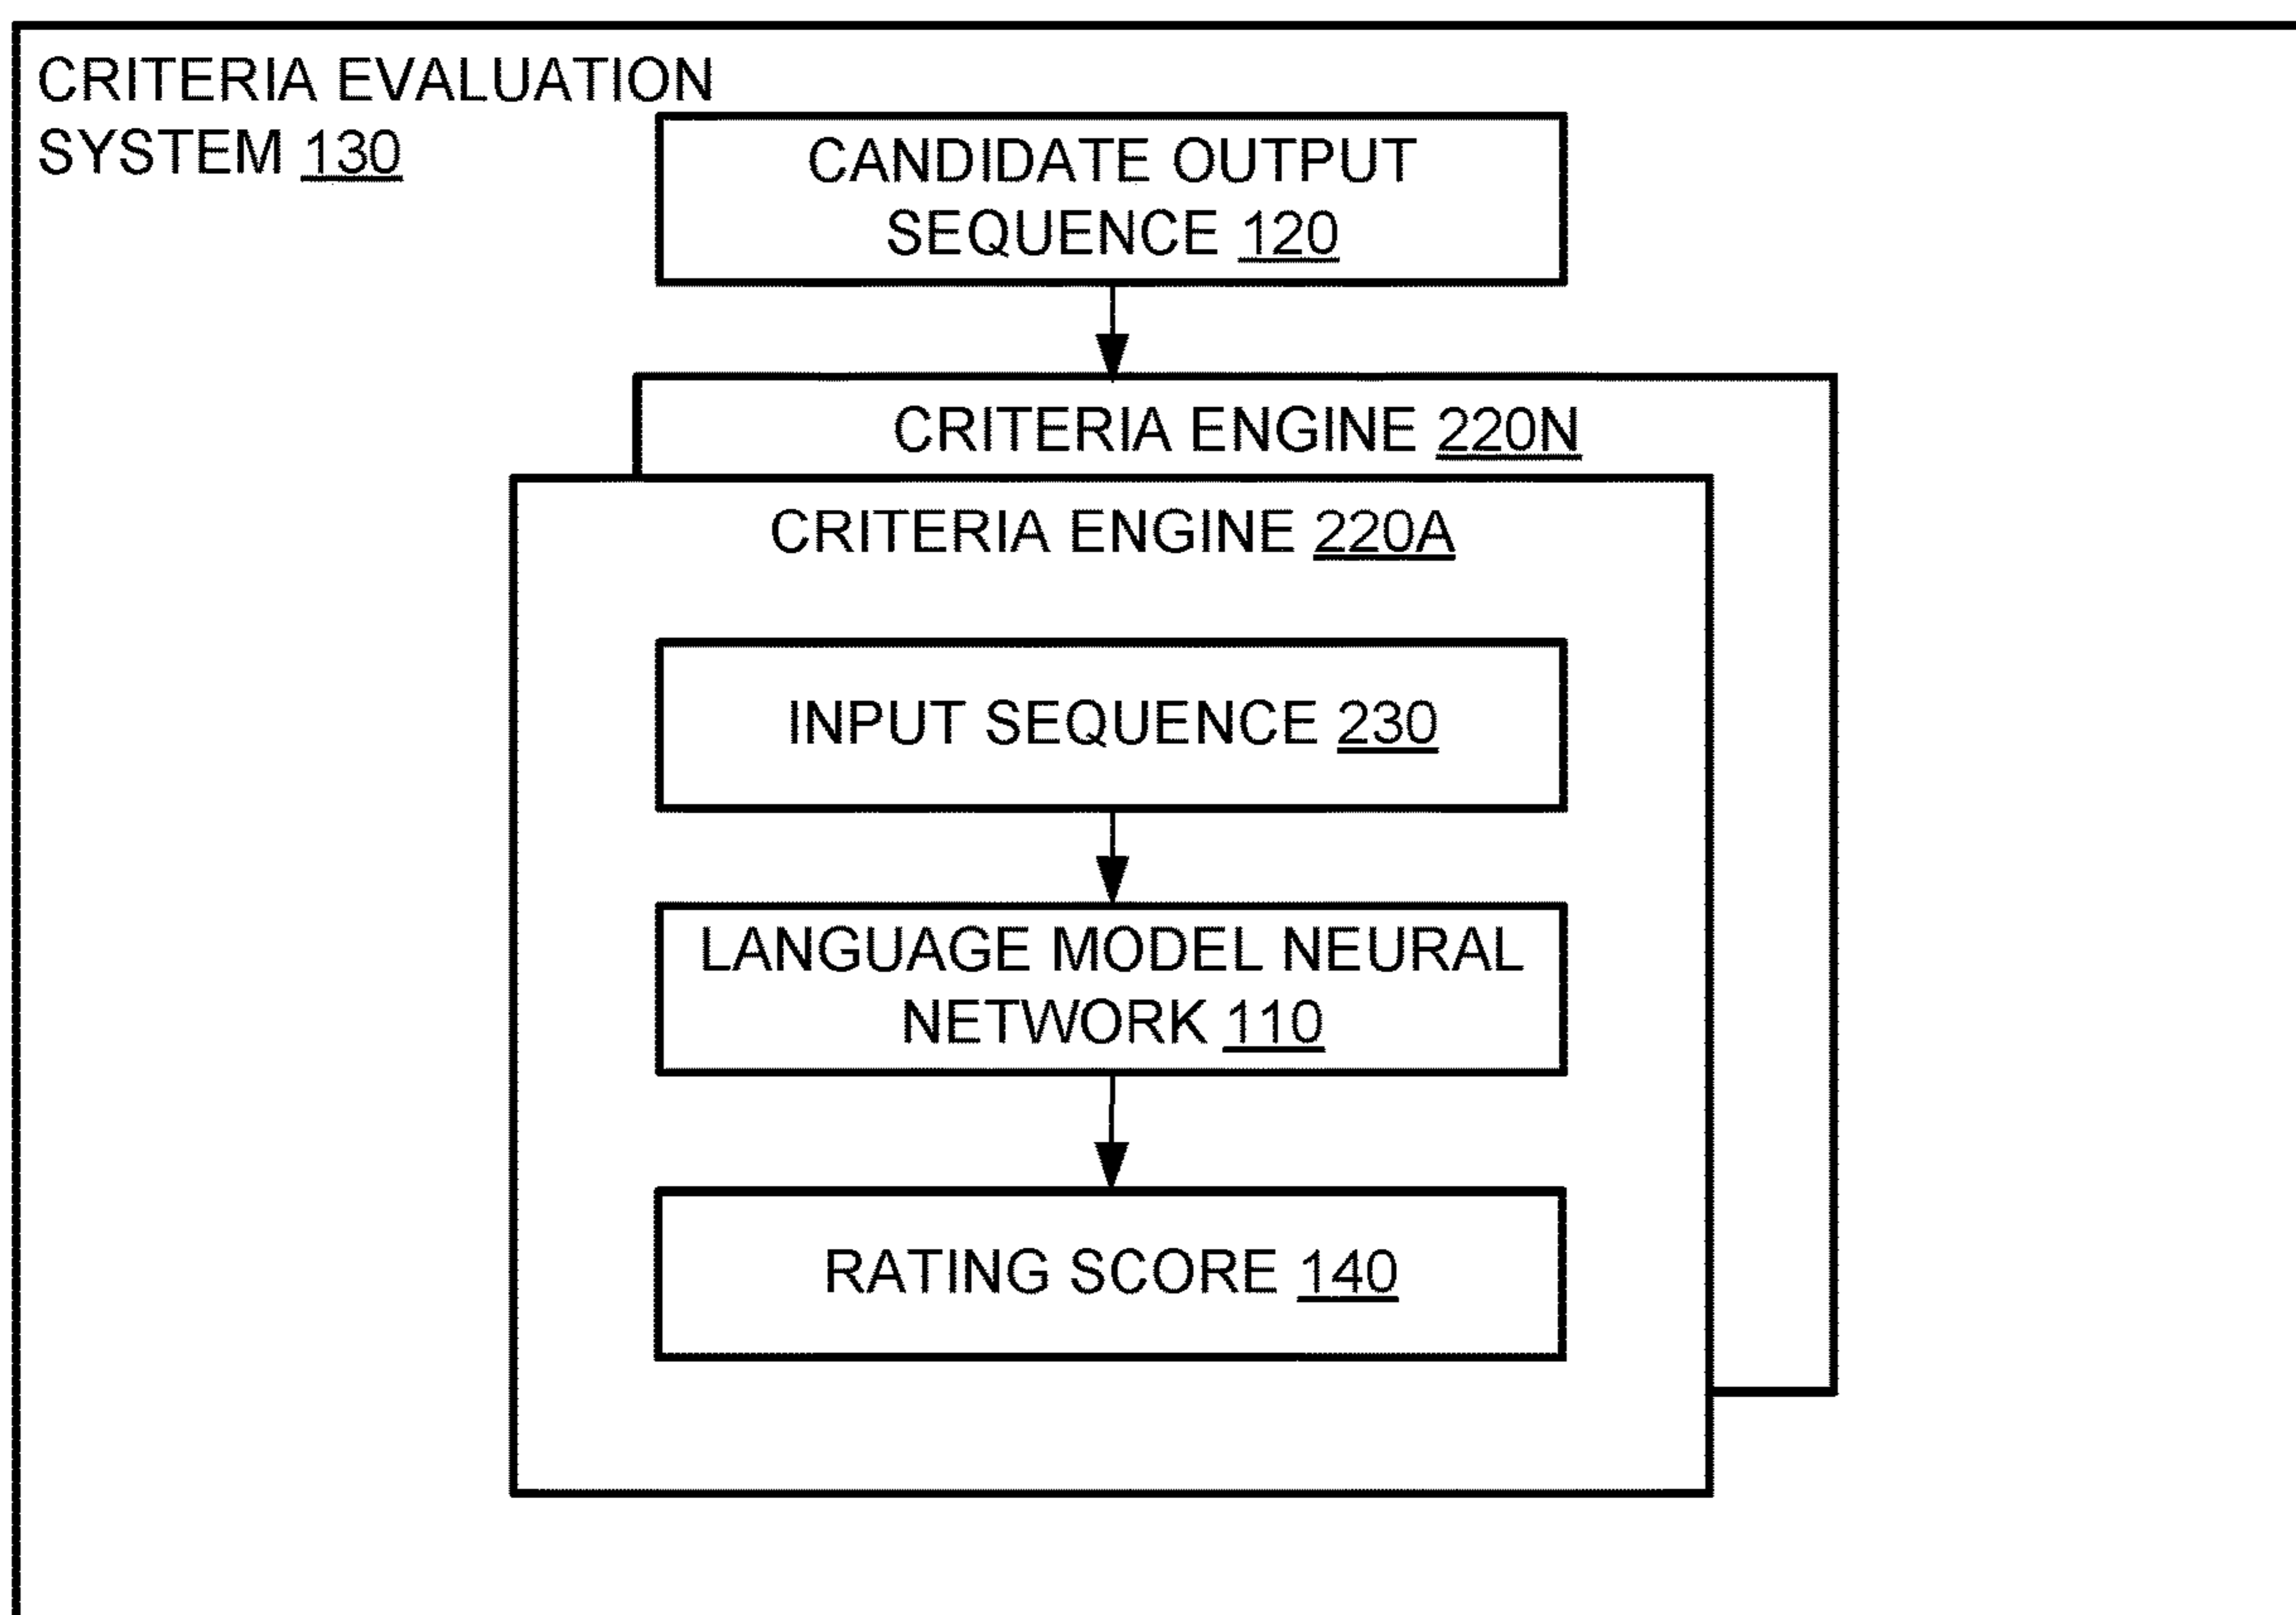 CRITERIA EVALUATION
SYSTEM 130
CANDIDATE OUTPUT
SEQUENCE 120
CRITERIA ENGINE 220N
CRITERIA ENGINE 220A
INPUT SEQUENCE 230
LANGUAGE MODEL NEURAL
NETWORK 110
RATING SCORE 140